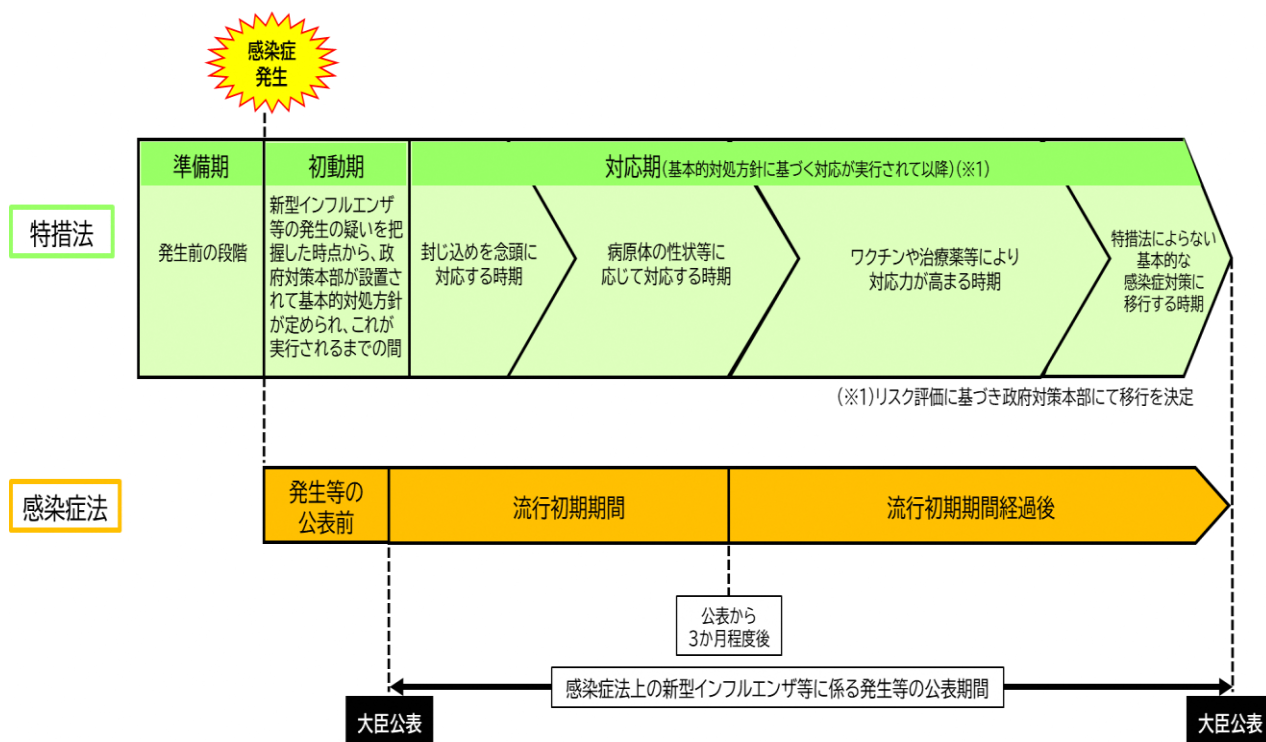 感染症
発生
準備期
初動期
対応期(基本的対処方針に基づく対応が実行されて以降)(※1)
特措法
発生前の段階
新型インフルエンザ
等の発生の疑いを把
握した時点から、政
府対策本部が設置さ
れて基本的対処方針
が定められ、これが
実行されるまでの間
封じ込めを念頭に
対応する時期
病原体の性状等に
応じて対応する時期
ワクチンや治療薬等により
対応力が高まる時期
特措法によらない
基本的な
感染症対策に
移行する時期
(※1)リスク評価に基づき政府対策本部にて移行を決定
感染症法
発生等の
公表前
流行初期期間
流行初期期間経過後
公表から
3か月程度後
感染症法上の新型インフルエンザ等に係る発生等の公表期間
大臣公表
大臣公表